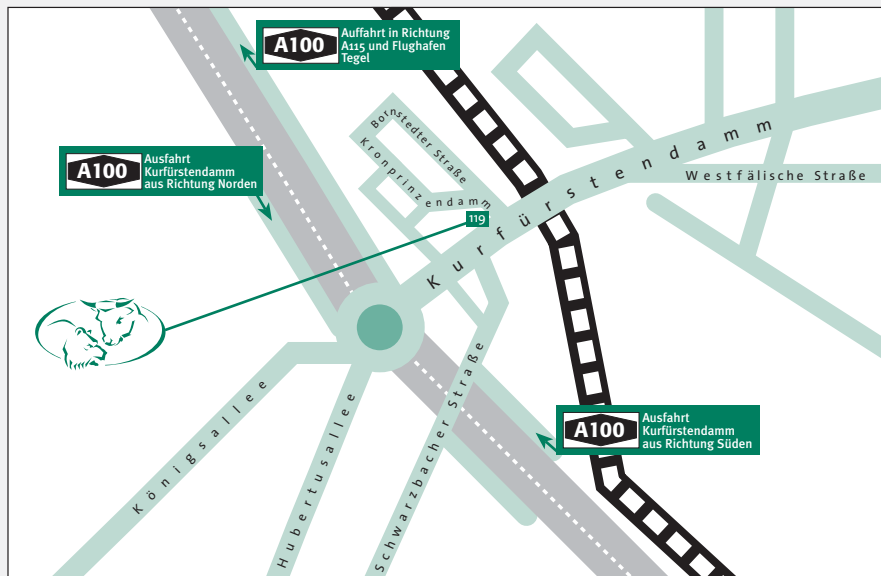 A100
Auffahrt in Richtung
A115 und Flughafen
Tegel
A100
Ausfahrt
Kurfürstendamm
aus Richtung Norden
Bornstedter Straße
Kronprinzendamm
119
Kurfürstendamm
Westfälische Straße
Königsallee
Hubertusallee
Schwarzbacher Straße
A100
Ausfahrt
Kurfürstendamm
aus Richtung Süden